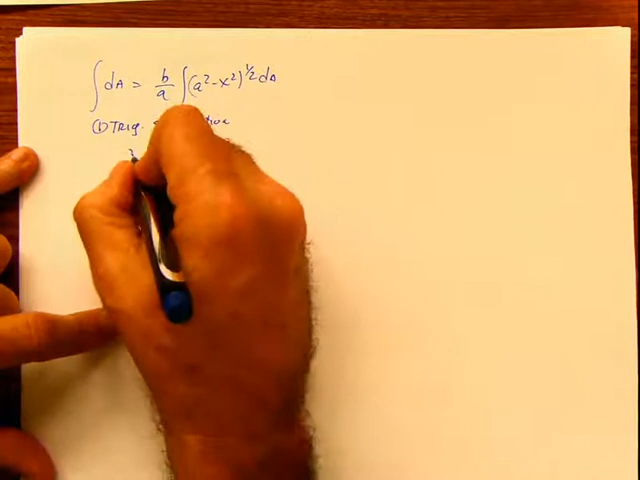 ∫dA = b/a ∫(a²-x²)^1/2 dA
① Trig.